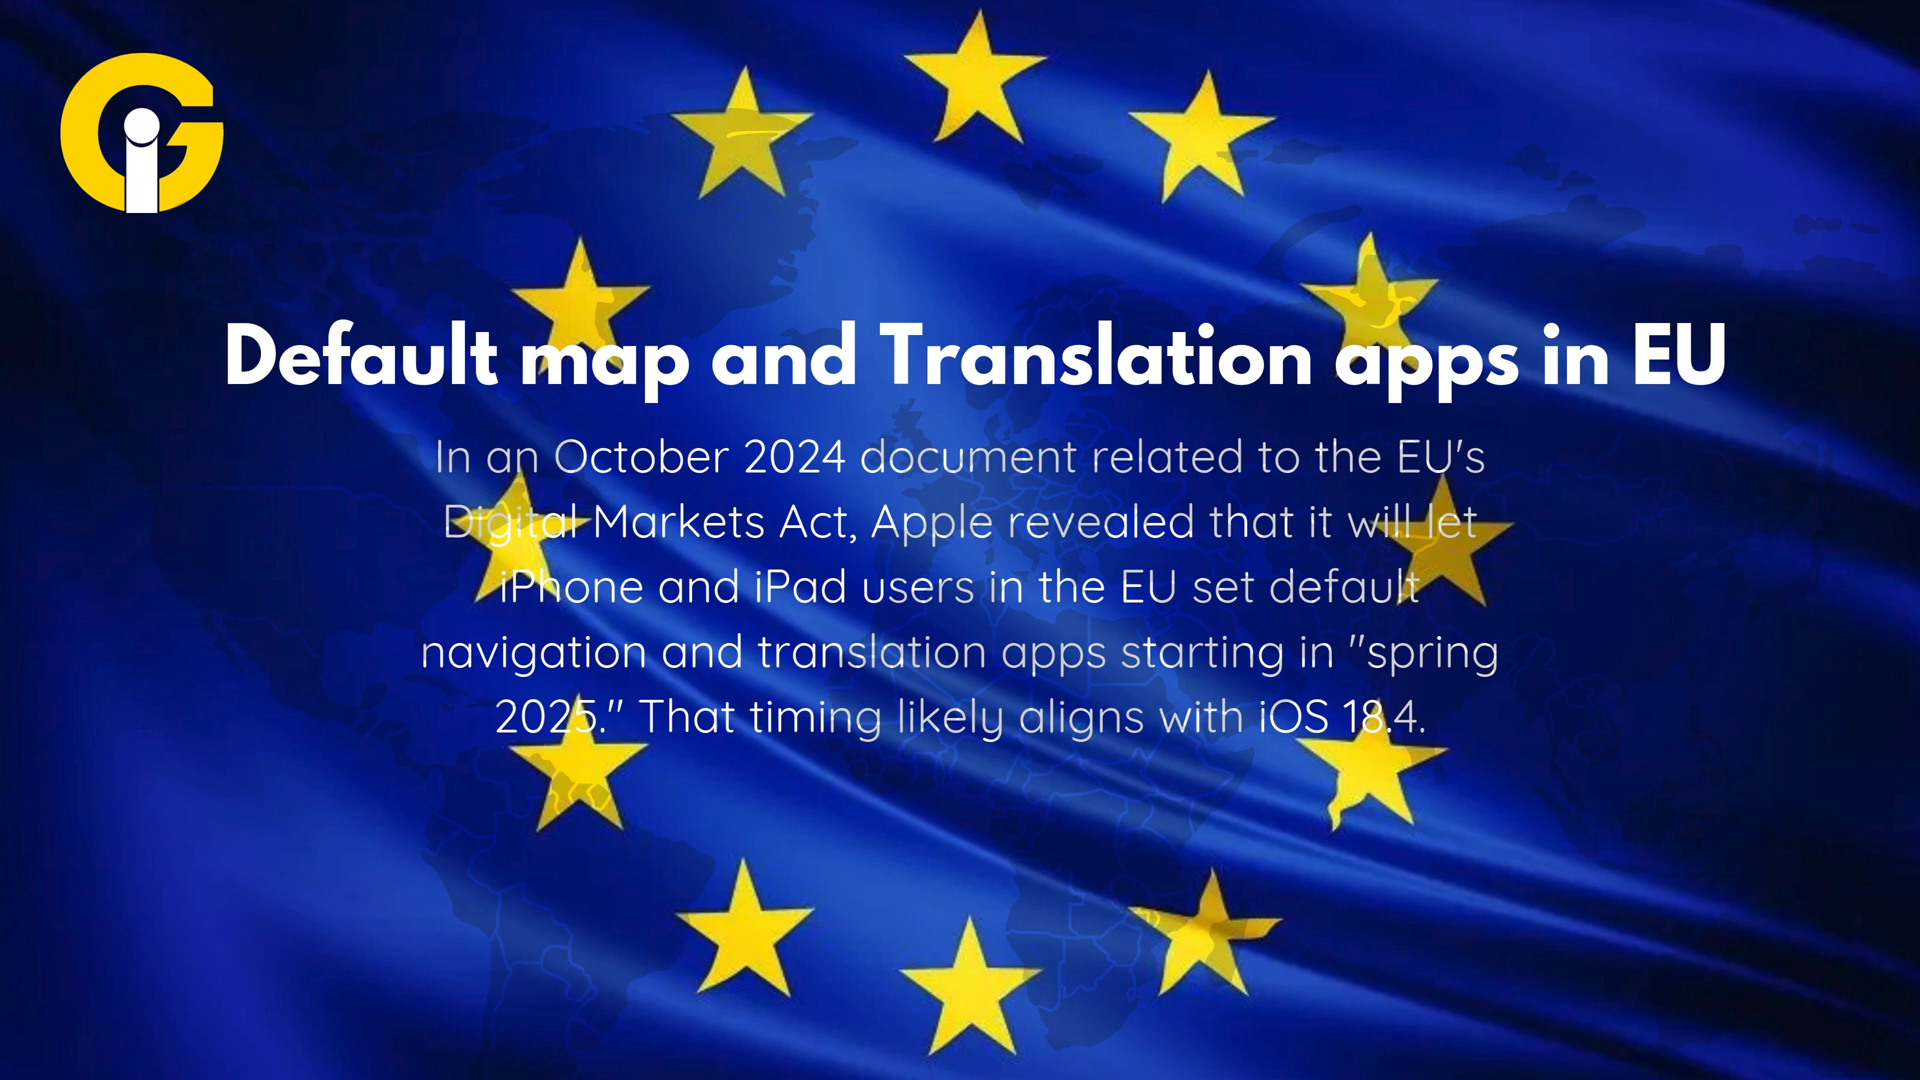 Gi
Default map and Translation apps in EU
In an October 2024 document related to the EU's
Digital Markets Act, Apple revealed that it will let
iPhone and iPad users in the EU set default
navigation and translation apps starting in "spring
2025." That timing likely aligns with iOS 18.4.